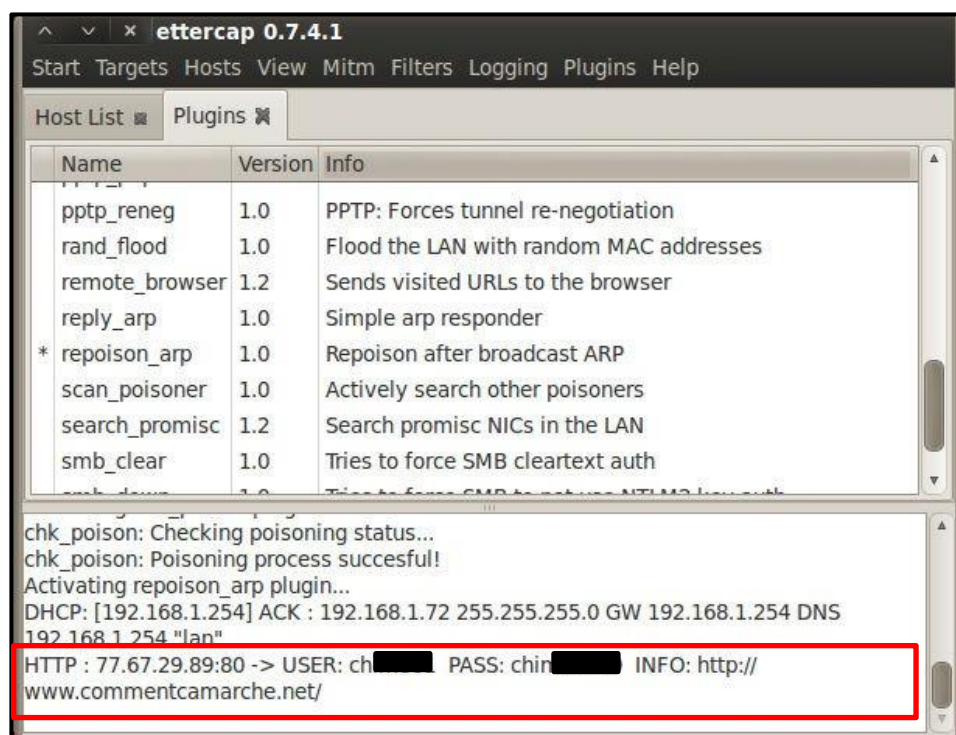 ettercap 0.7.4.1
Start Targets Hosts View Mitm Filters Logging Plugins Help
Host List Plugins
Name Version Info
pptp_reneg 1.0 PPTP: Forces tunnel re-negotiation
rand_flood 1.0 Flood the LAN with random MAC addresses
remote_browser 1.2 Sends visited URLs to the browser
reply_arp 1.0 Simple arp responder
* repoison_arp 1.0 Repoison after broadcast ARP
scan_poisoner 1.0 Actively search other poisoners
search_promisc 1.2 Search promisc NICs in the LAN
smb_clear 1.0 Tries to force SMB cleartext auth
chk_poison: Checking poisoning status...
chk_poison: Poisoning process succesful!
Activating repoison_arp plugin...
DHCP: [192.168.1.254] ACK : 192.168.1.72 255.255.255.0 GW 192.168.1.254 DNS
192.168.1.254 "lan"
HTTP : 77.67.29.89:80 -> USER: ch PASS: chin INFO: http://
www.commentcamarche.net/